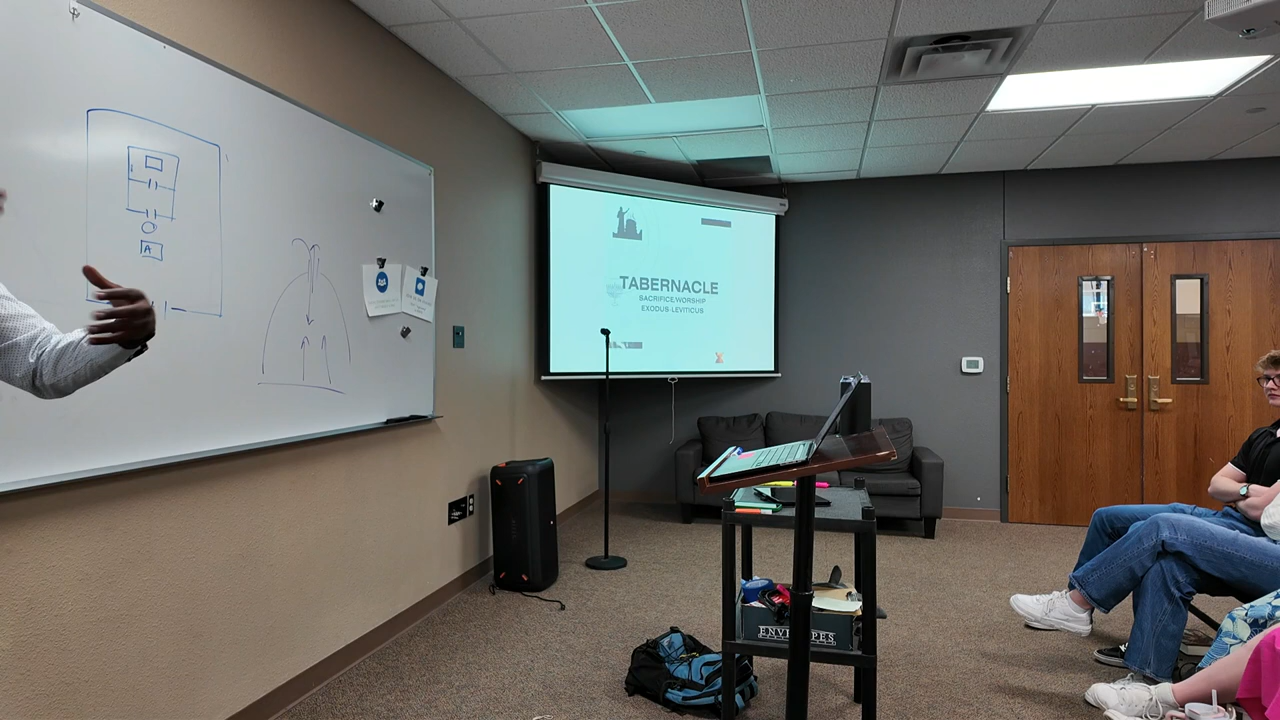 A
TABERNACLE
SACRIFICE/WORSHIP
EXODUS-LEVITICUS
ENVELOPES